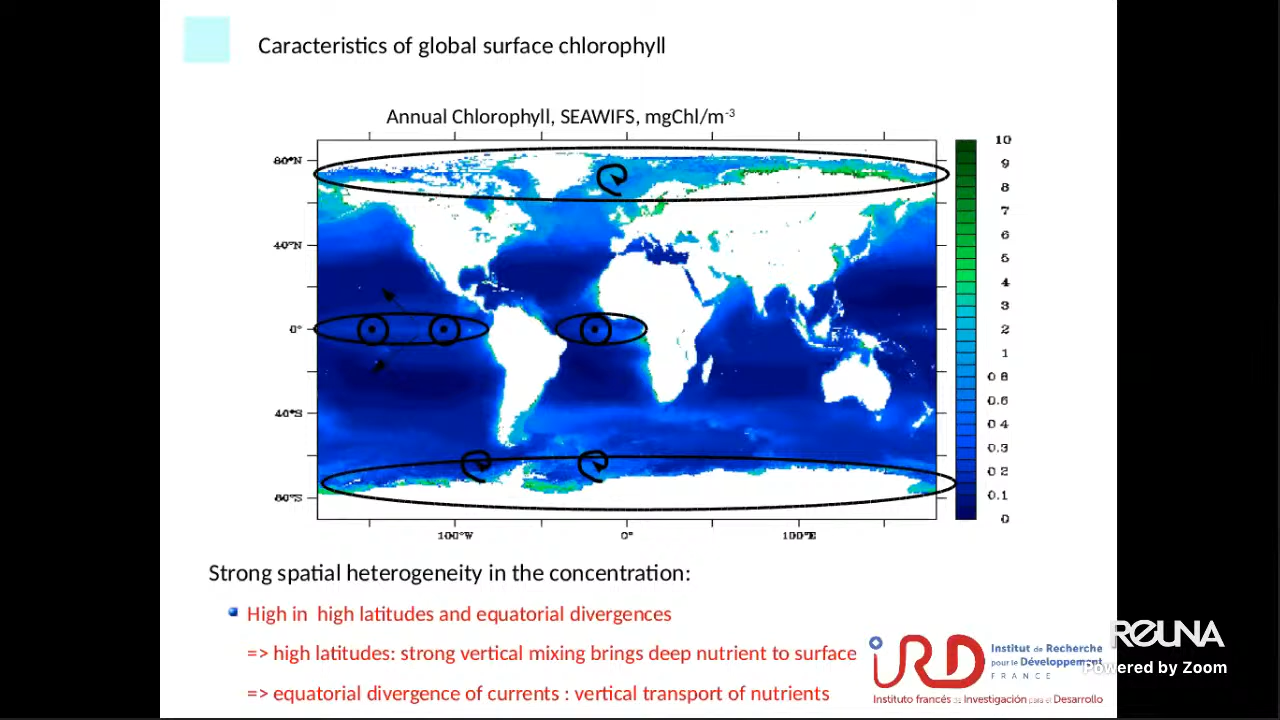 Caracteristics of global surface chlorophyll
Annual Chlorophyll, SEAWIFS, mgChl/m-3
80°N
40°N
0°
40°S
80°S
100°W
0°
100°E
10
9
8
7
6
5
4
3
2
1
0 8
0.6
0 4
0.3
0 2
0.1
0
Strong spatial heterogeneity in the concentration:
High in high latitudes and equatorial divergences
=> high latitudes: strong vertical mixing brings deep nutrient to surface
=> equatorial divergence of currents : vertical transport of nutrients
IRD
Institut de Recherche
pour le Développement
FRANCE
Instituto francés de Investigación para el Desarrollo
REUNA
Powered by Zoom